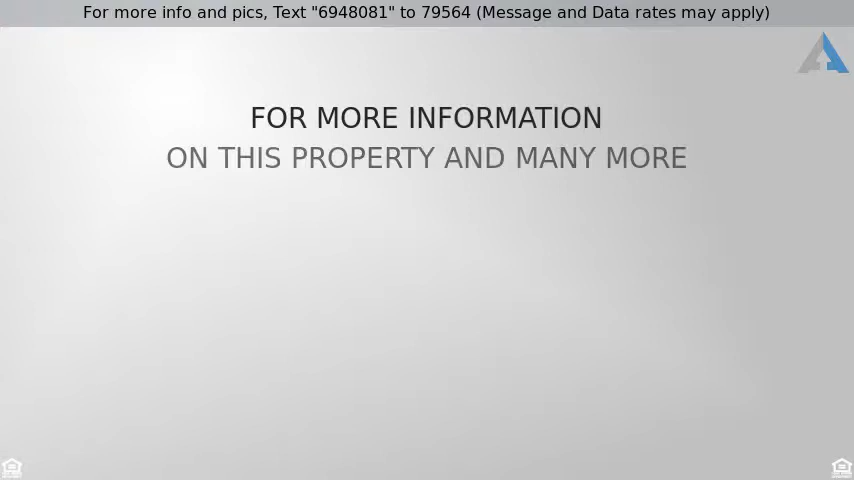 For more info and pics, Text "6948081" to 79564 (Message and Data rates may apply)
FOR MORE INFORMATION
ON THIS PROPERTY AND MANY MORE